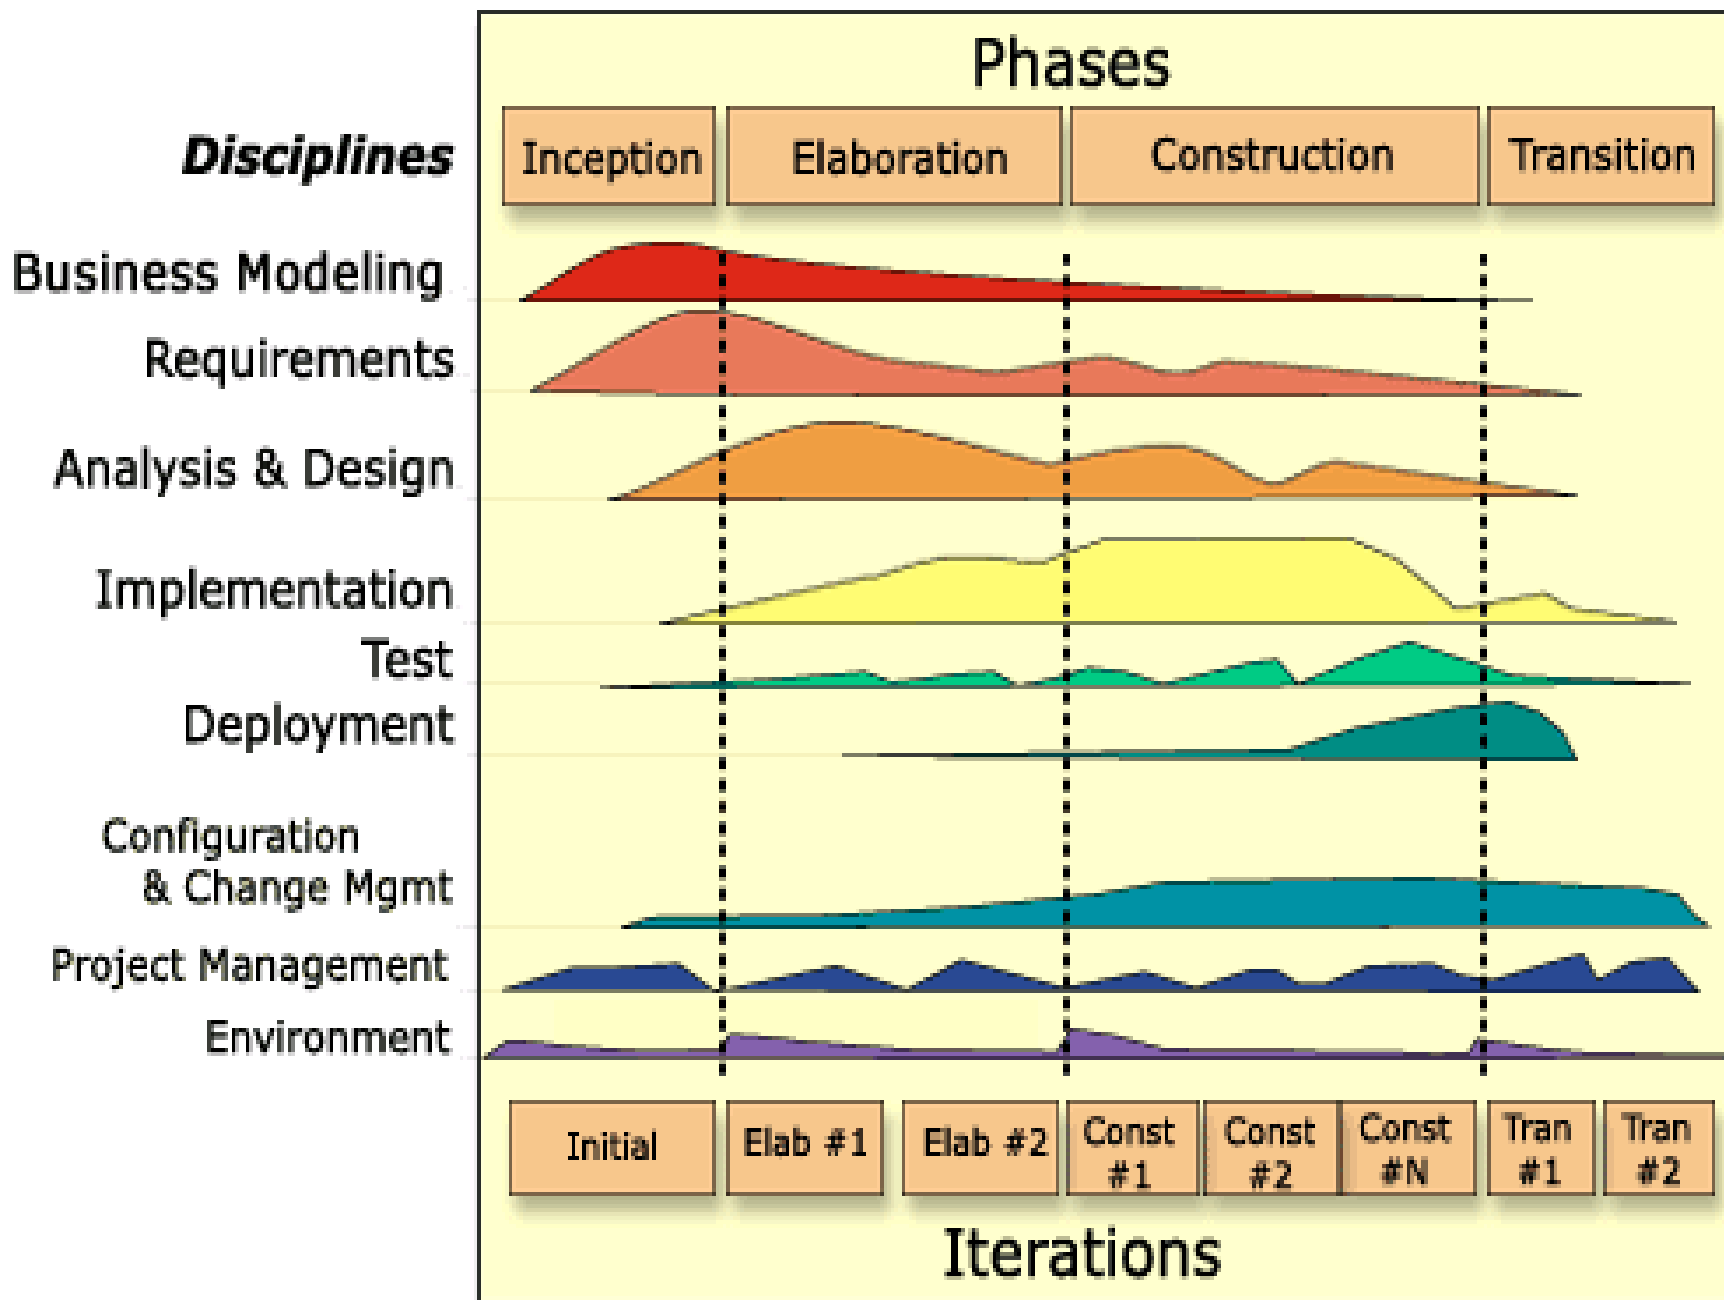 Phases
Disciplines
Inception
Elaboration
Construction
Transition
Business Modeling
Requirements
Analysis & Design
Implementation
Test
Deployment
Configuration
& Change Mgmt
Project Management
Environment
Initial
Elab #1
Elab #2
Const
#1
Const
#2
Const
#N
Tran
#1
Tran
#2
Iterations